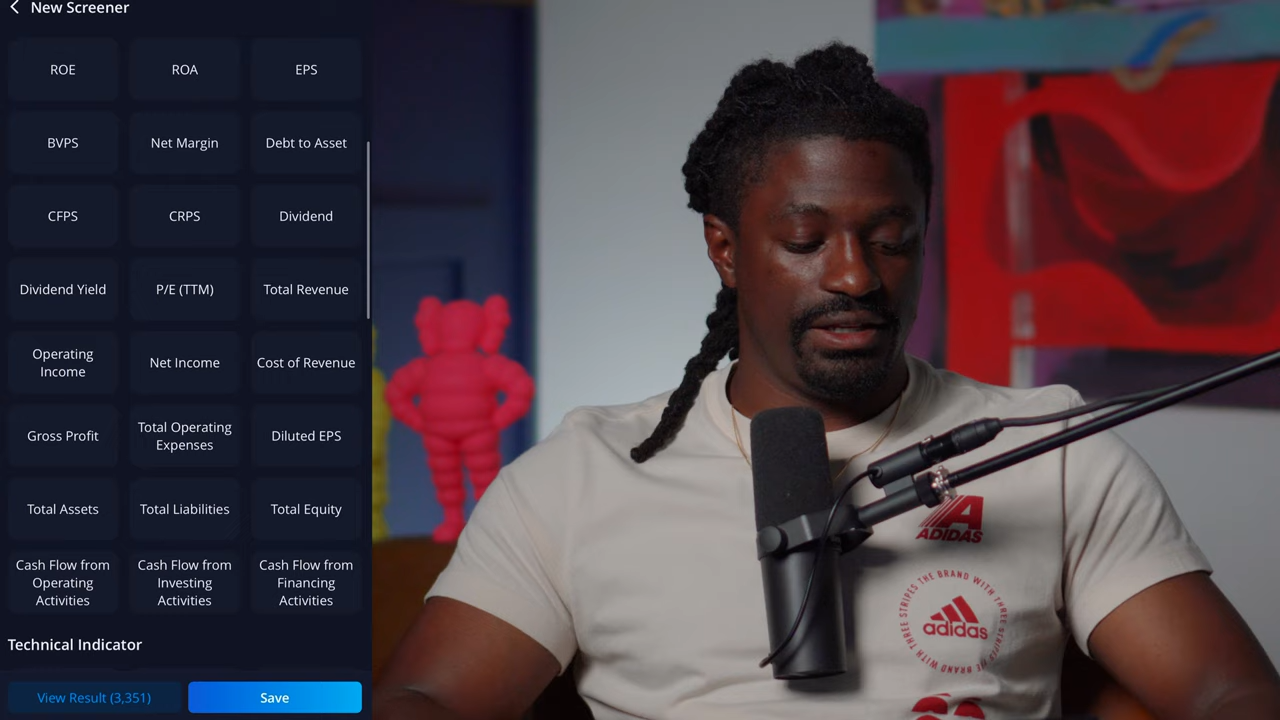 New Screener
ROE
ROA
EPS
BVPS
Net Margin
Debt to Asset
CFPS
CRPS
Dividend
Dividend Yield
P/E (TTM)
Total Revenue
Operating
Income
Net Income
Cost of Revenue
Gross Profit
Total Operating
Expenses
Diluted EPS
Total Assets
Total Liabilities
Total Equity
Cash Flow from
Operating
Activities
Cash Flow from
Investing
Activities
Cash Flow from
Financing
Activities
Technical Indicator
View Result (3,351)
Save
A
ADIDAS
THE BRAND WITH THREE STRIPES
adidas